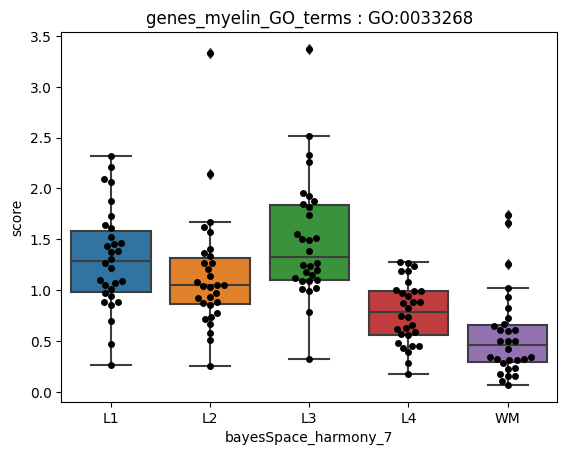 genes_myelin_GO_terms : GO:0033268
3.5
3.0
2.5
2.0
1.5
1.0
0.5
0.0
score
L1 L2 L3 L4 WM
bayesSpace_harmony_7